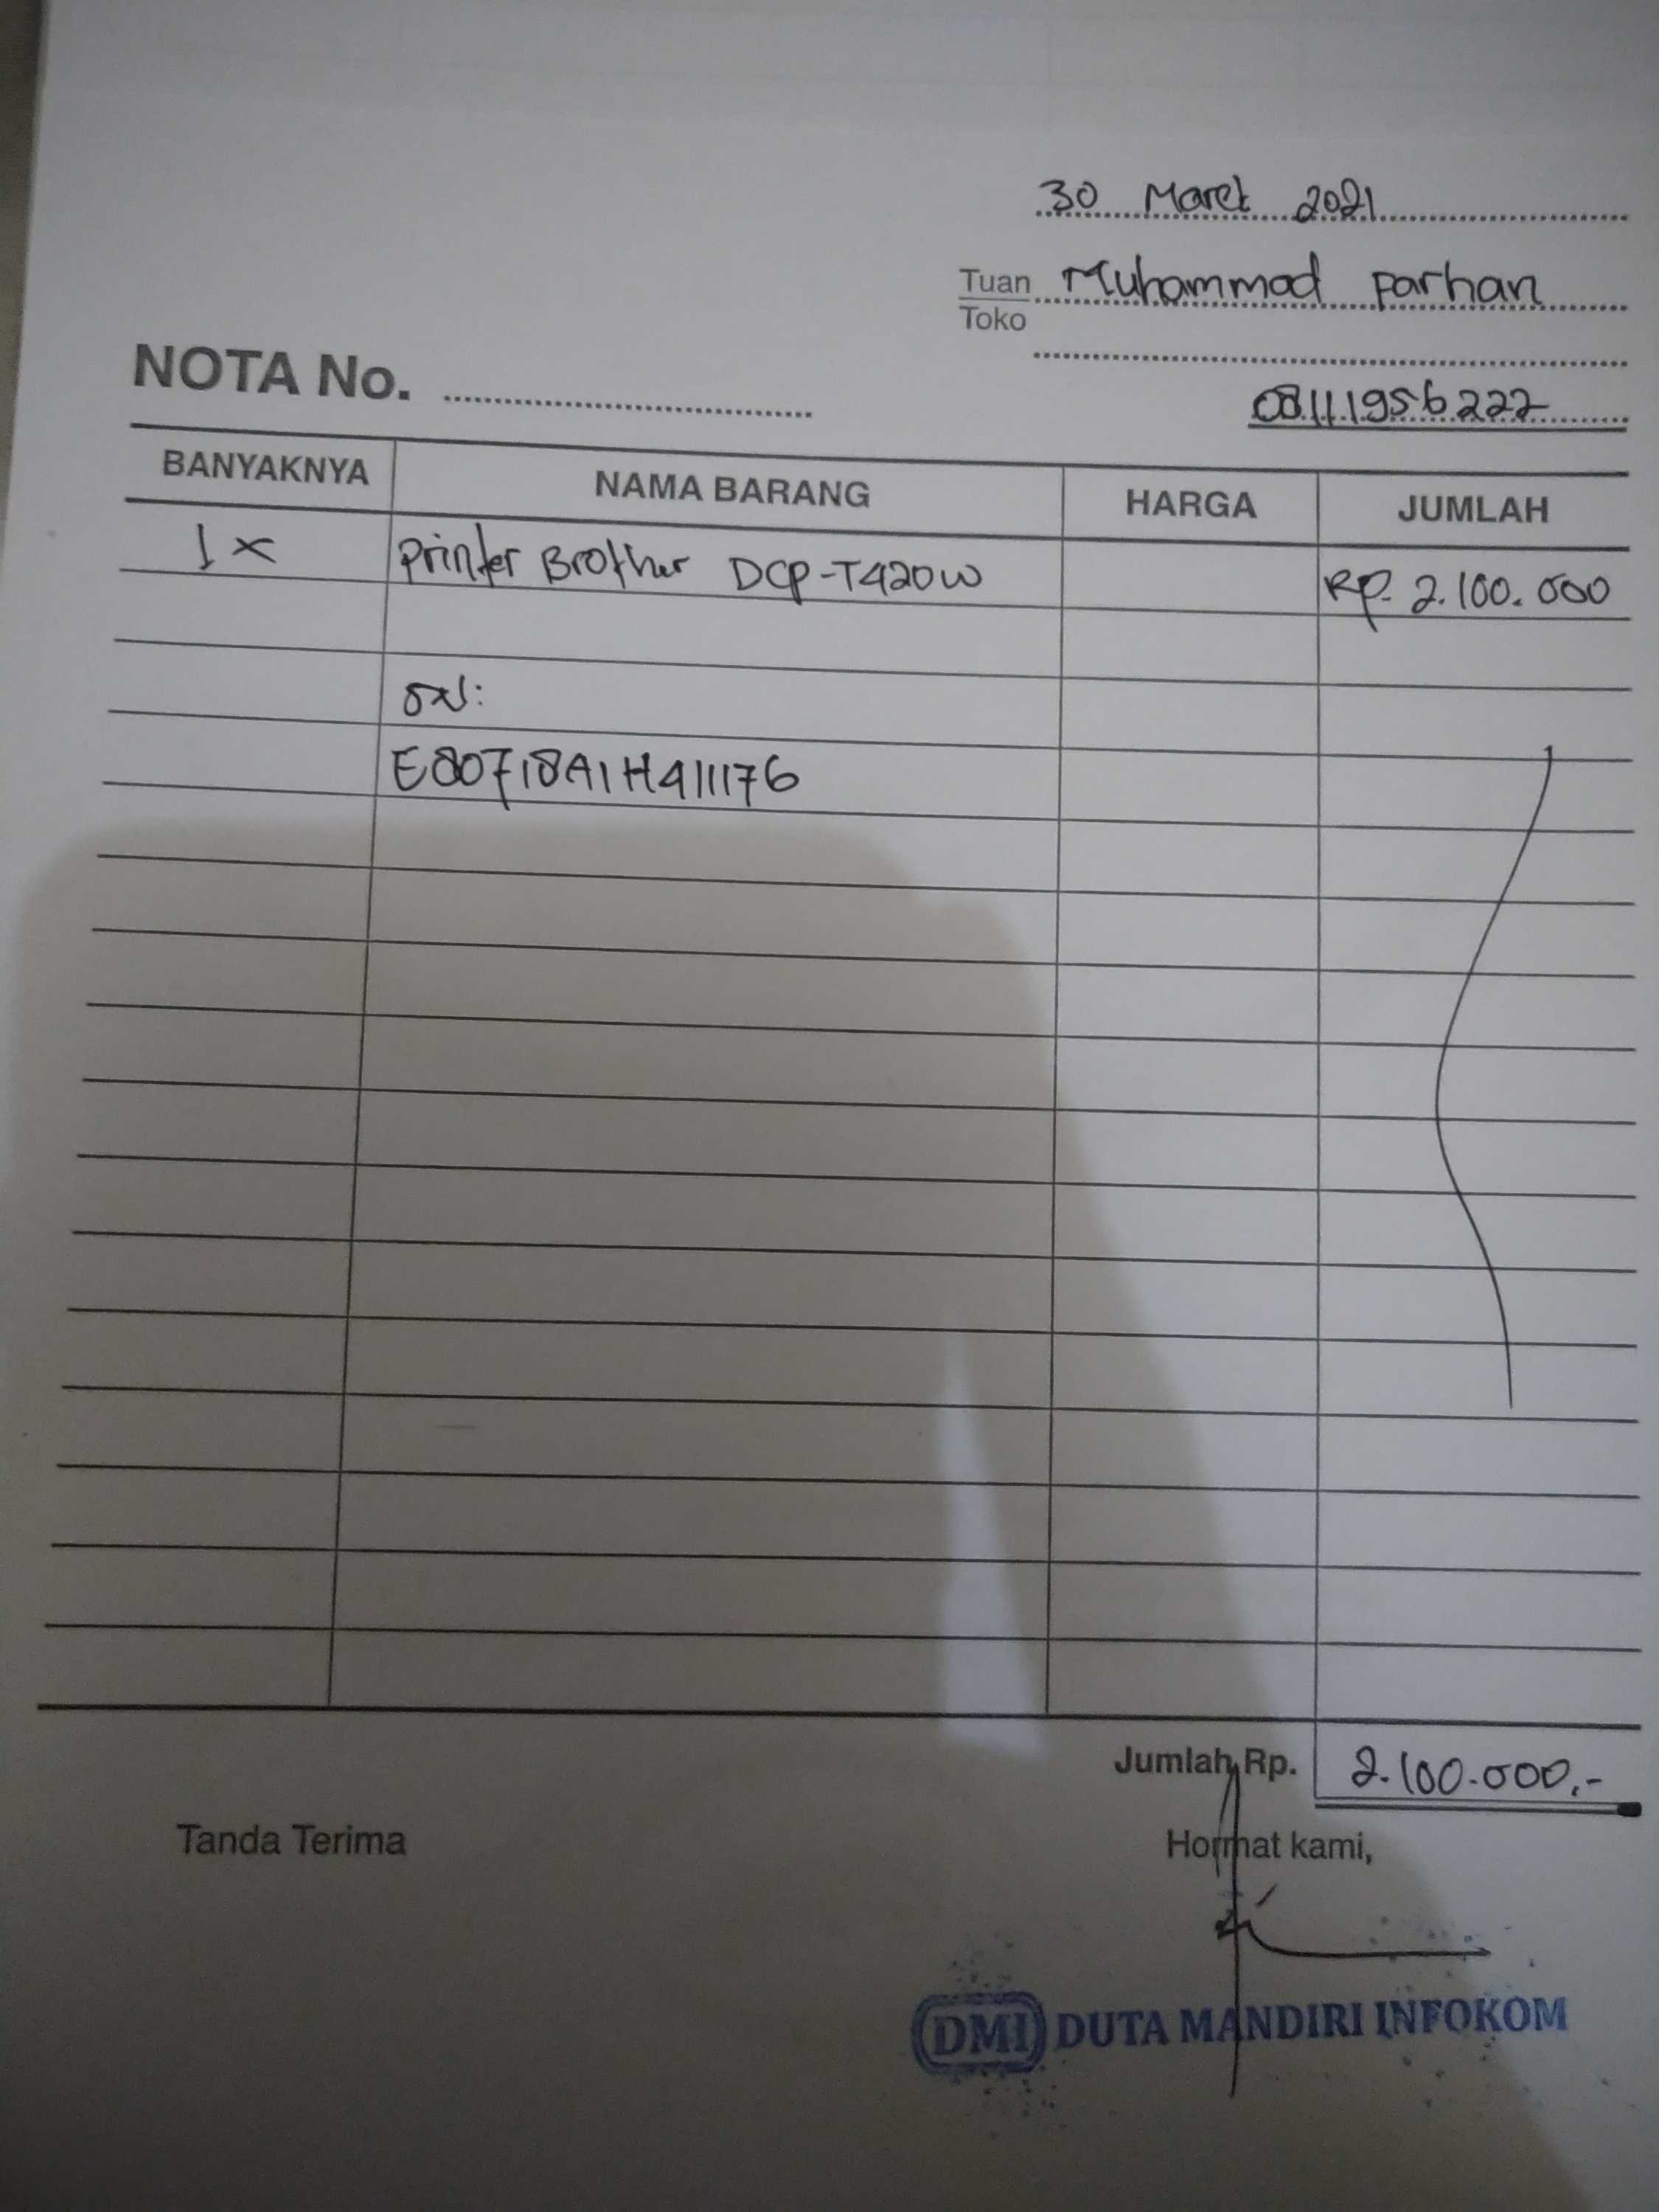 30 Maret 2021
Tuan Muhammad Parhan
Toko
NOTA No.
08111956222
BANYAKNYA NAMA BARANG HARGA JUMLAH
1x Printer Brother DCP-T420W Rp. 2.100.000
SN:
E80718A1H411176
Jumlah Rp. 2.100.000,-
Tanda Terima Hormat kami,
DMI DUTA MANDIRI INFOKOM